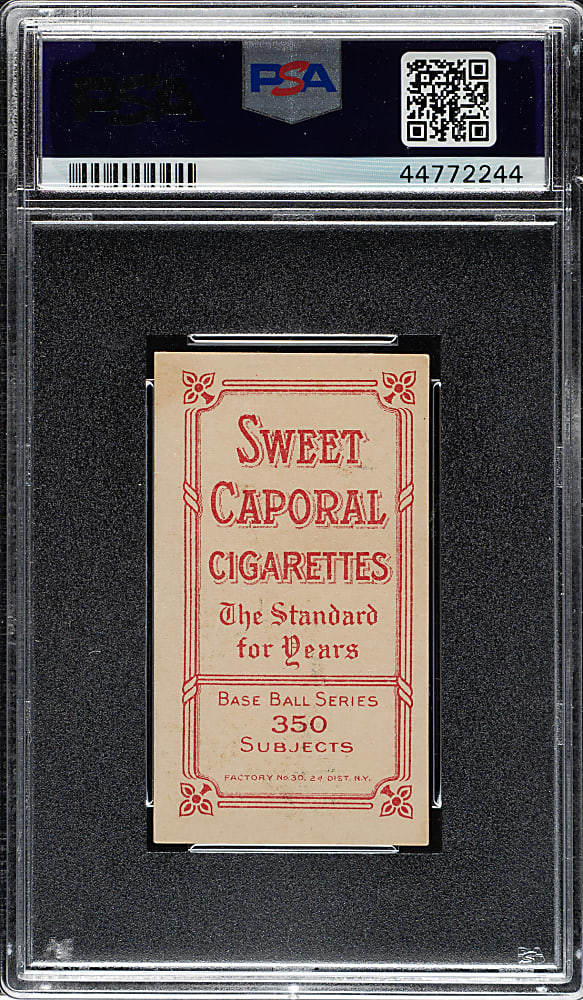 PSA
44772244
SWEET
CAPORAL
CIGARETTES
The Standard
for Years
BASE BALL SERIES
350
SUBJECTS
FACTORY No. 30, 2d DIST. N.Y.